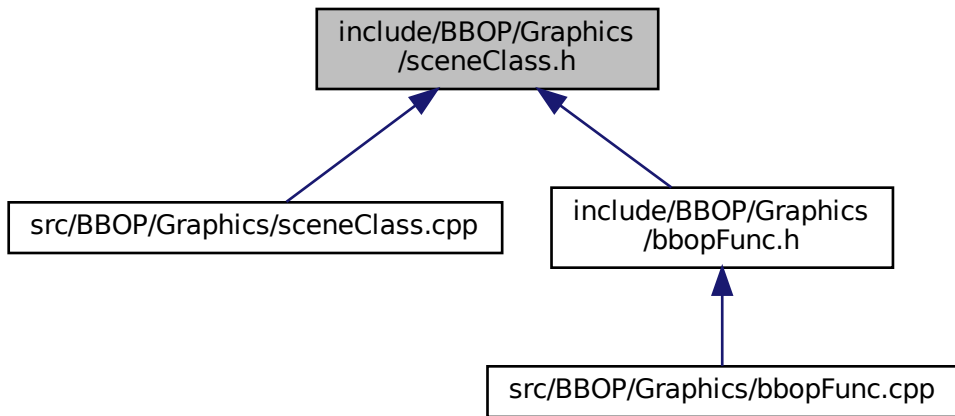 include/BBOP/Graphics
/sceneClass.h
src/BBOP/Graphics/sceneClass.cpp
include/BBOP/Graphics
/bbopFunc.h
src/BBOP/Graphics/bbopFunc.cpp